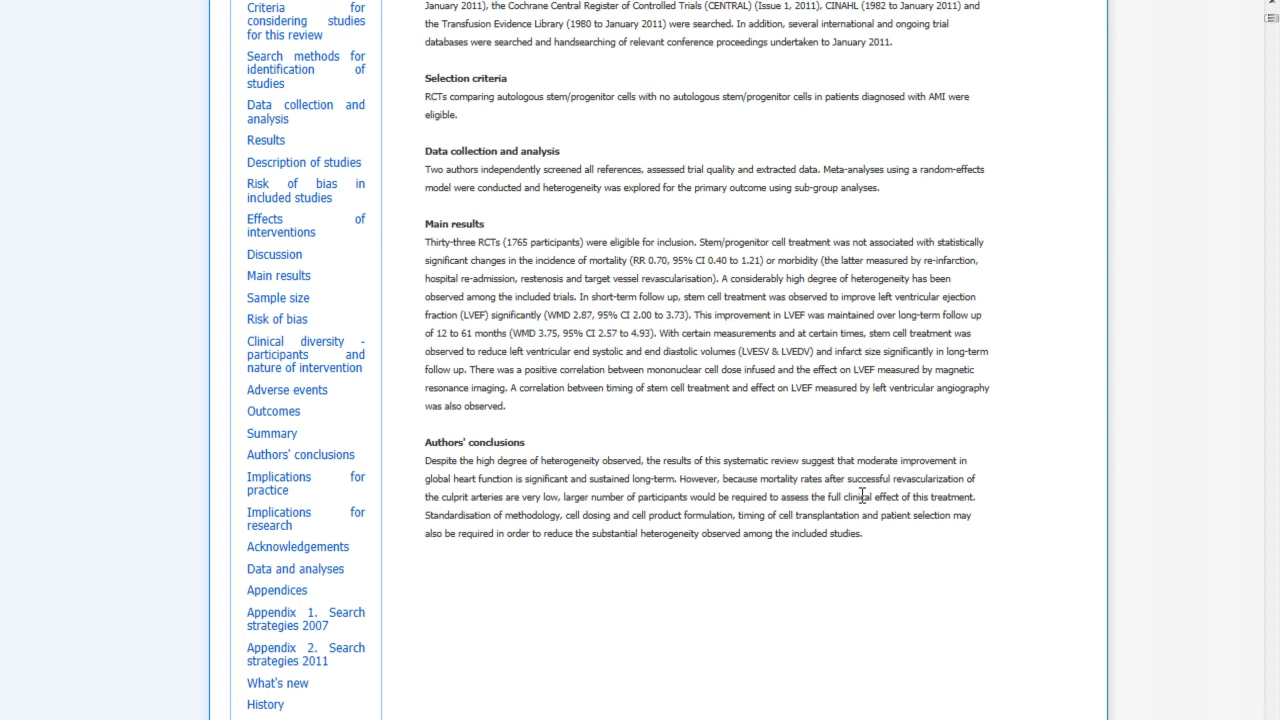 Criteria for
considering studies
for this review
Search methods for
identification of
studies
Data collection and
analysis
Results
Description of studies
Risk of bias in
included studies
Effects of
interventions
Discussion
Main results
Sample size
Risk of bias
Clinical diversity -
participants and
nature of intervention
Adverse events
Outcomes
Summary
Authors' conclusions
Implications for
practice
Implications for
research
Acknowledgements
Data and analyses
Appendices
Appendix 1. Search
strategies 2007
Appendix 2. Search
strategies 2011
What's new
History
January 2011), the Cochrane Central Register of Controlled Trials (CENTRAL) (Issue 1, 2011), CINAHL (1982 to January 2011) and
the Transfusion Evidence Library (1980 to January 2011) were searched. In addition, several international and ongoing trial
databases were searched and handsearching of relevant conference proceedings undertaken to January 2011.
Selection criteria
RCTs comparing autologous stem/progenitor cells with no autologous stem/progenitor cells in patients diagnosed with AMI were
eligible.
Data collection and analysis
Two authors independently screened all references, assessed trial quality and extracted data. Meta-analyses using a random-effects
model were conducted and heterogeneity was explored for the primary outcome using sub-group analyses.
Main results
Thirty-three RCTs (1765 participants) were eligible for inclusion. Stem/progenitor cell treatment was not associated with statistically
significant changes in the incidence of mortality (RR 0.70, 95% CI 0.40 to 1.21) or morbidity (the latter measured by re-infarction,
hospital re-admission, restenosis and target vessel revascularisation). A considerably high degree of heterogeneity has been
observed among the included trials. In short-term follow up, stem cell treatment was observed to improve left ventricular ejection
fraction (LVEF) significantly (WMD 2.87, 95% CI 2.00 to 3.73). This improvement in LVEF was maintained over long-term follow up
of 12 to 61 months (WMD 3.75, 95% CI 2.57 to 4.93). With certain measurements and at certain times, stem cell treatment was
observed to reduce left ventricular end systolic and end diastolic volumes (LVESV & LVEDV) and infarct size significantly in long-term
follow up. There was a positive correlation between mononuclear cell dose infused and the effect on LVEF measured by magnetic
resonance imaging. A correlation between timing of stem cell treatment and effect on LVEF measured by left ventricular angiography
was also observed.
Authors' conclusions
Despite the high degree of heterogeneity observed, the results of this systematic review suggest that moderate improvement in
global heart function is significant and sustained long-term. However, because mortality rates after successful revascularization of
the culprit arteries are very low, larger number of participants would be required to assess the full clinical effect of this treatment.
Standardisation of methodology, cell dosing and cell product formulation, timing of cell transplantation and patient selection may
also be required in order to reduce the substantial heterogeneity observed among the included studies.